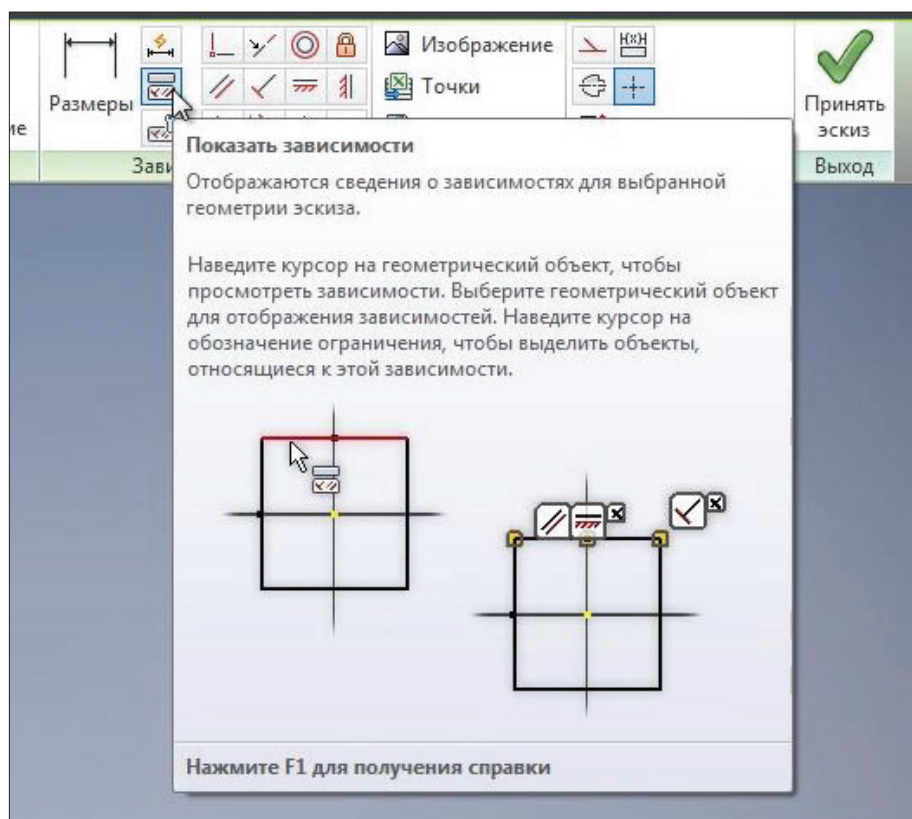 Изображение
Размеры
Точки
Принять
эскиз
ие
Зави
Выход
Показать зависимости
Отображаются сведения о зависимостях для выбранной
геометрии эскиза.
Наведите курсор на геометрический объект, чтобы
просмотреть зависимости. Выберите геометрический объект
для отображения зависимостей. Наведите курсор на
обозначение ограничения, чтобы выделить объекты,
относящиеся к этой зависимости.
Нажмите F1 для получения справки